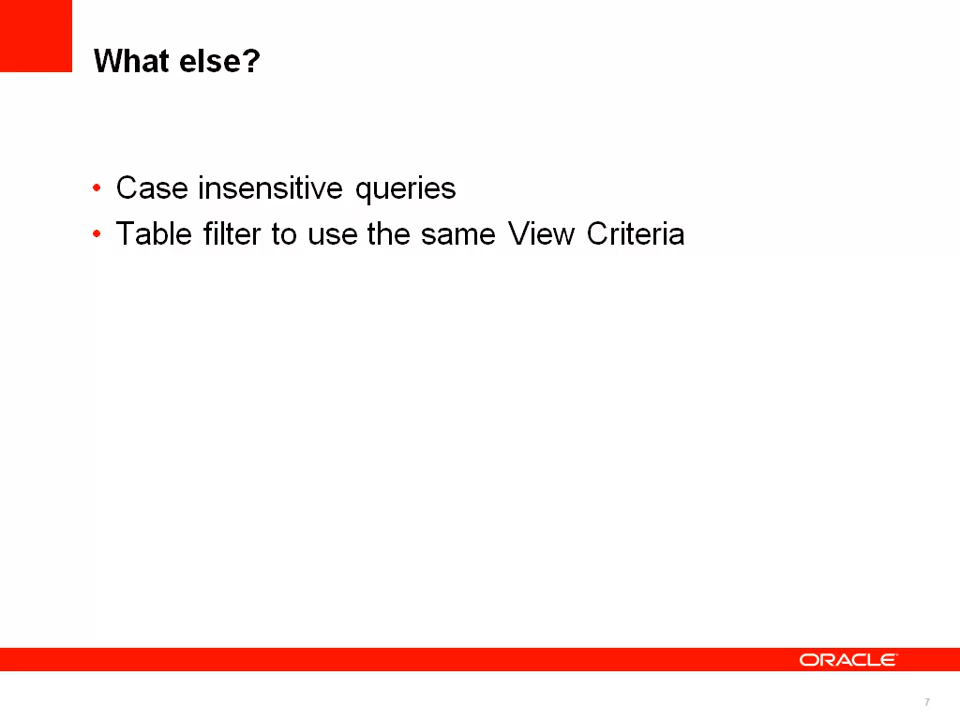 What else?
• Case insensitive queries
• Table filter to use the same View Criteria
ORACLE
7